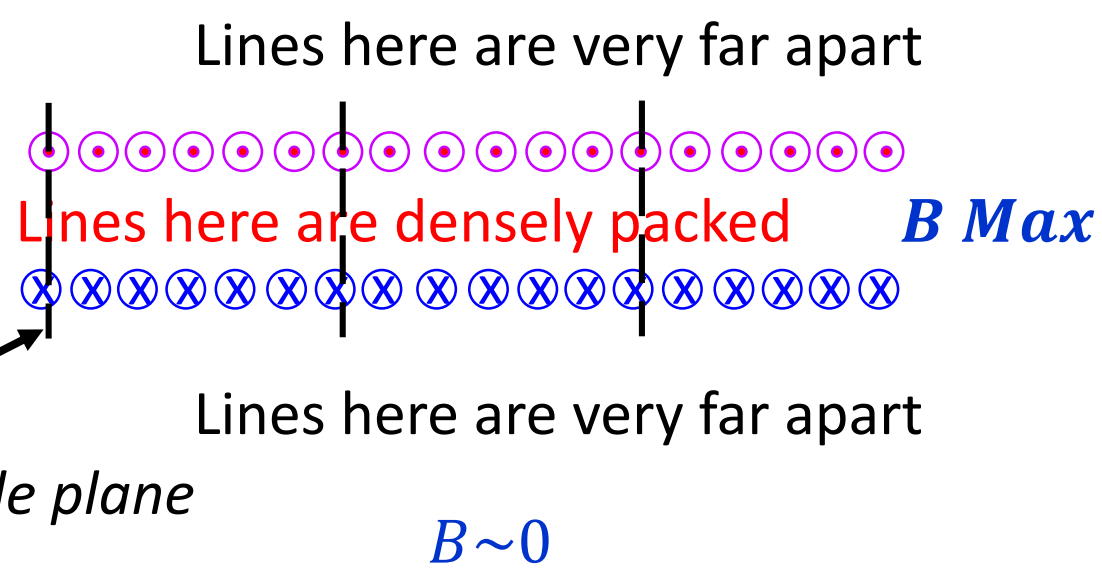 Lines here are very far apart
Lines here are densely packed B Max
X X X X X X X X X X X X X X X X X X
Lines here are very far apart
le plane
B~0